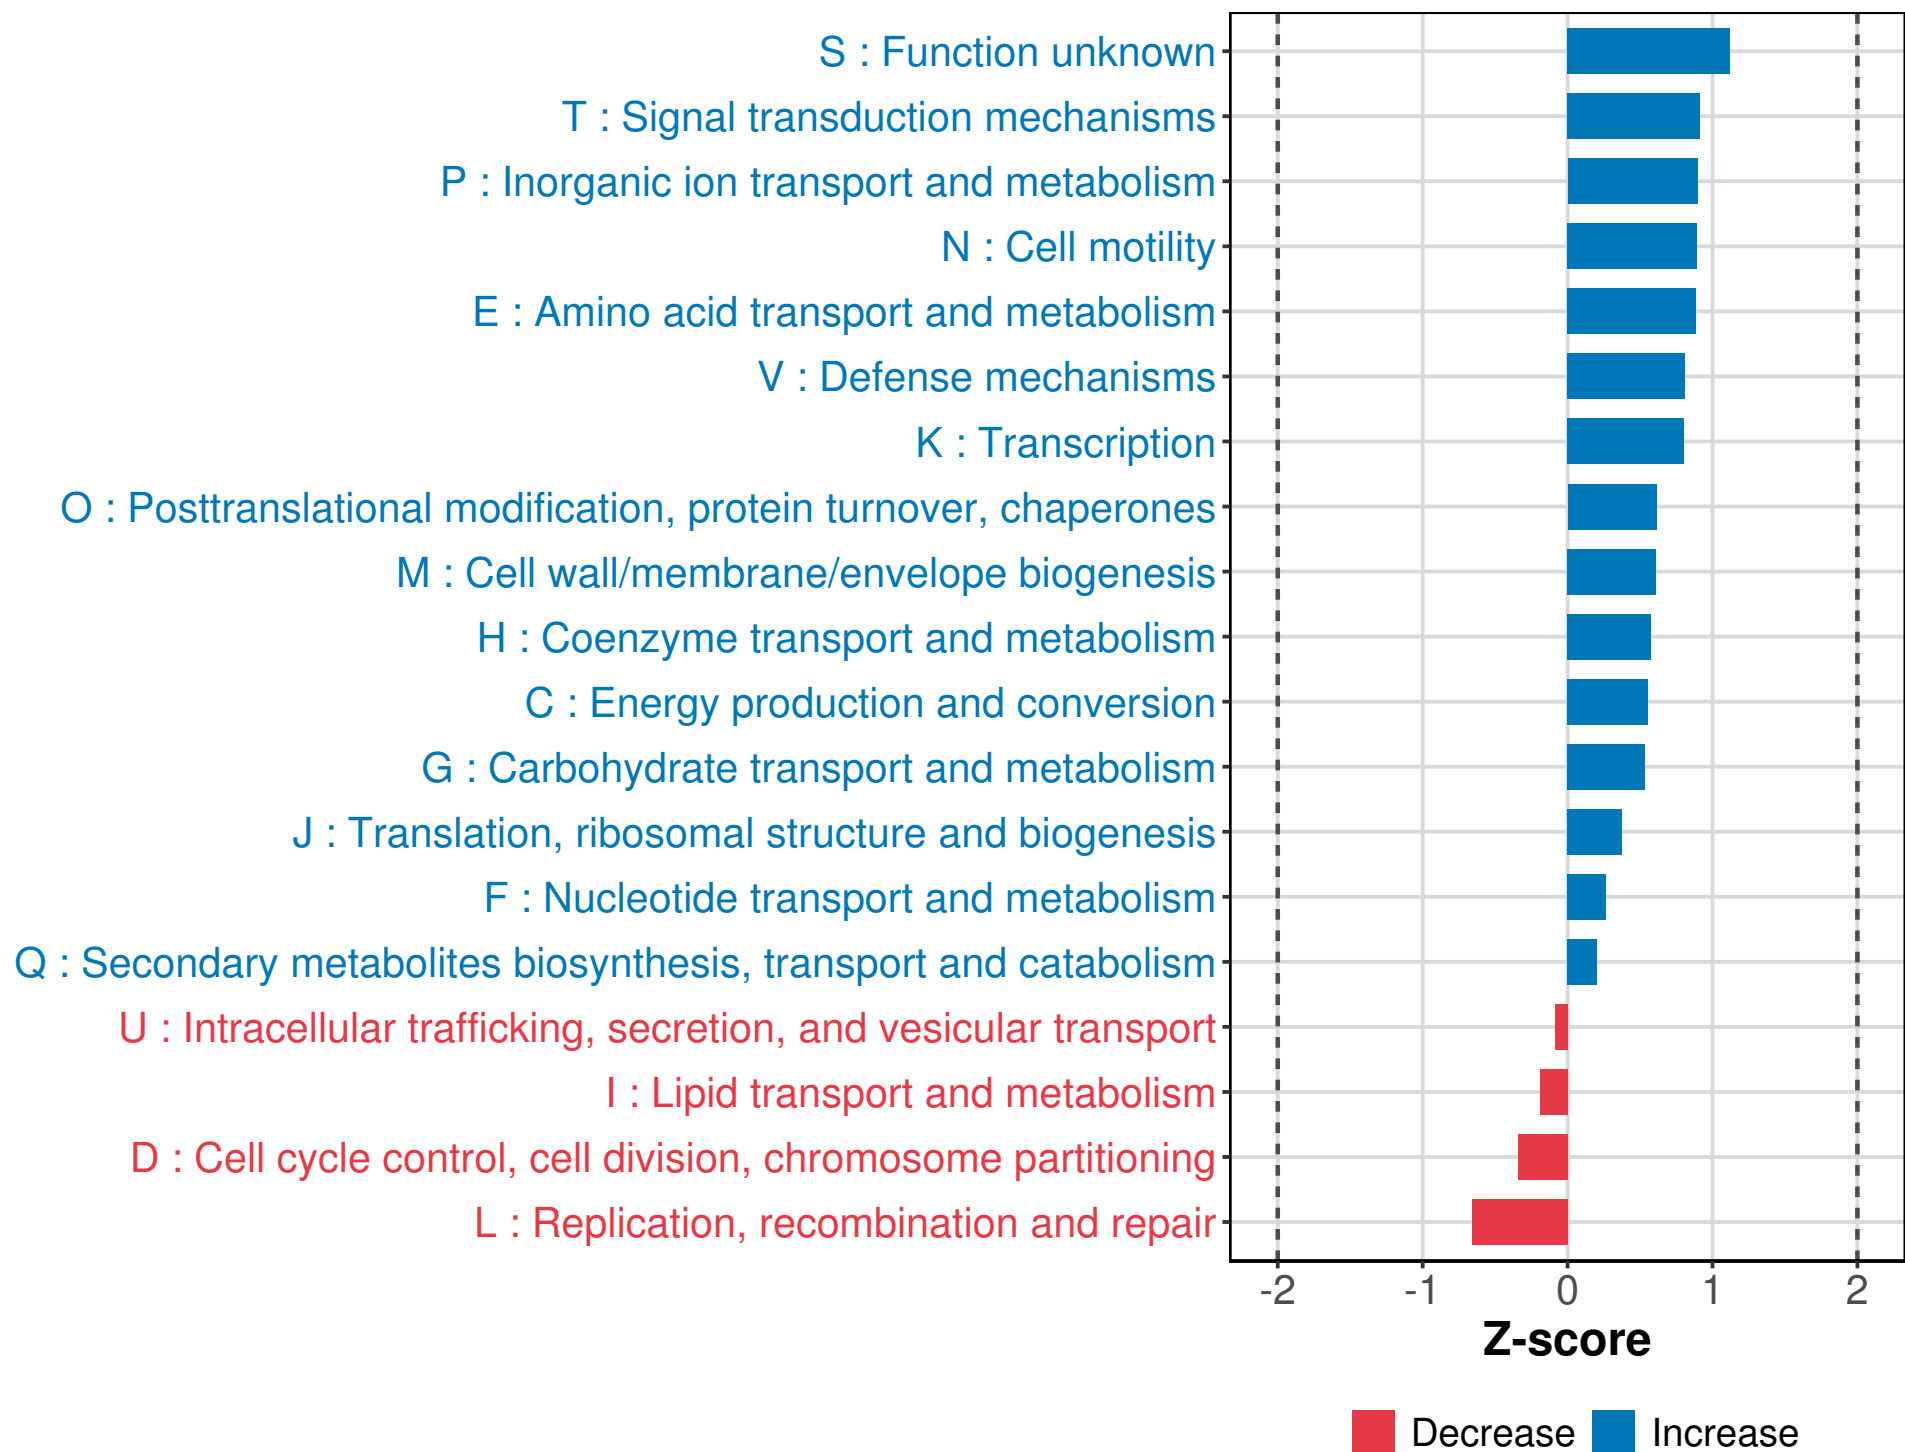 S : Function unknown
T : Signal transduction mechanisms
P : Inorganic ion transport and metabolism
N : Cell motility
E : Amino acid transport and metabolism
V : Defense mechanisms
K : Transcription
O : Posttranslational modification, protein turnover, chaperones
M : Cell wall/membrane/envelope biogenesis
H : Coenzyme transport and metabolism
C : Energy production and conversion
G : Carbohydrate transport and metabolism
J : Translation, ribosomal structure and biogenesis
F : Nucleotide transport and metabolism
Q : Secondary metabolites biosynthesis, transport and catabolism
U : Intracellular trafficking, secretion, and vesicular transport
I : Lipid transport and metabolism
D : Cell cycle control, cell division, chromosome partitioning
L : Replication, recombination and repair
-2 -1 0 1 2
Z-score
Decrease Increase